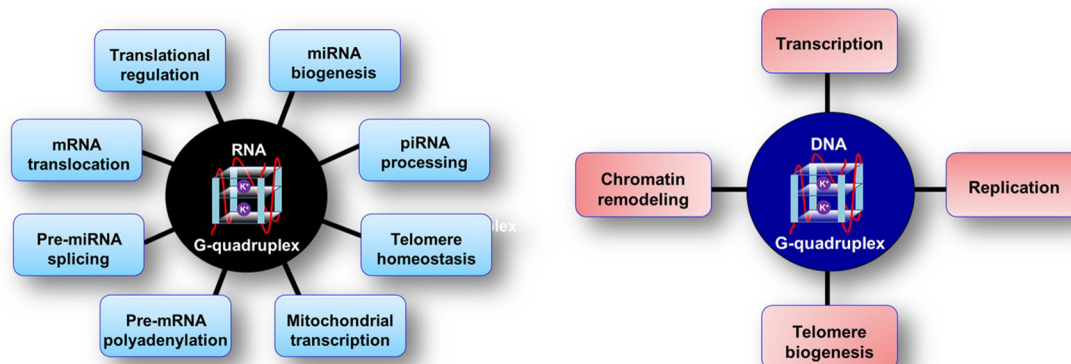 Translational
regulation
miRNA
biogenesis
mRNA
translocation
RNA
K+
K+
G-quadruplex
piRNA
processing
Pre-miRNA
splicing
Telomere
homeostasis
Pre-mRNA
polyadenylation
Mitochondrial
transcription
Transcription
Chromatin
remodeling
DNA
K+
K+
G-quadruplex
Replication
Telomere
biogenesis